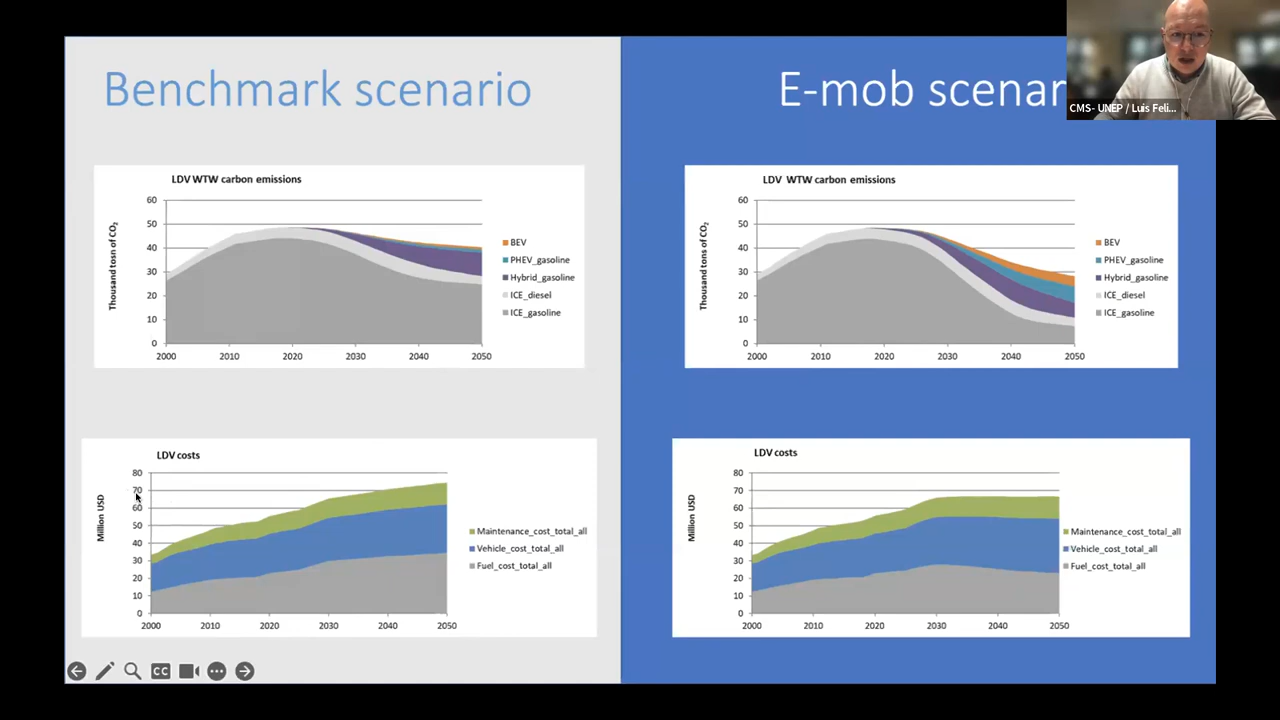 Benchmark scenario
E-mob scenar
CMS- UNEP / Luis Feli...
LDV WTW carbon emissions
Thousand tosn of CO₂
60
50
40
30
20
10
0
2000 2010 2020 2030 2040 2050
BEV
PHEV_gasoline
Hybrid_gasoline
ICE_diesel
ICE_gasoline
LDV WTW carbon emissions
Thousand tons of CO₂
60
50
40
30
20
10
0
2000 2010 2020 2030 2040 2050
BEV
PHEV_gasoline
Hybrid_gasoline
ICE_diesel
ICE_gasoline
LDV costs
Million USD
80
70
60
50
40
30
20
10
0
2000 2010 2020 2030 2040 2050
Maintenance_cost_total_all
Vehicle_cost_total_all
Fuel_cost_total_all
LDV costs
Million USD
80
70
60
50
40
30
20
10
0
2000 2010 2020 2030 2040 2050
Maintenance_cost_total_all
Vehicle_cost_total_all
Fuel_cost_total_all
CC